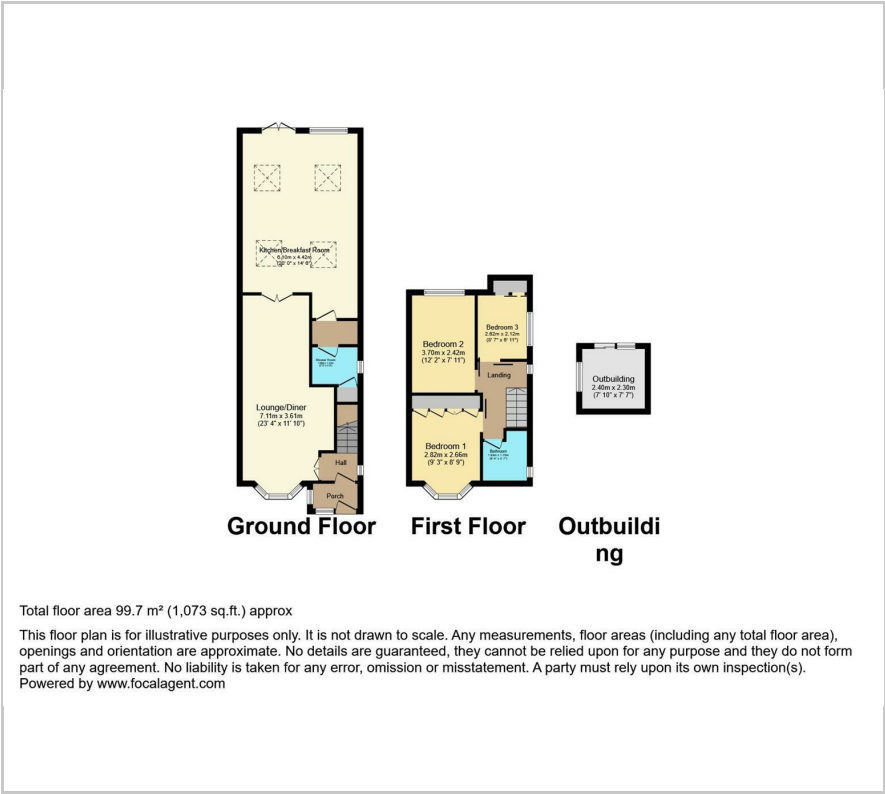 Kitchen/Breakfast Room
6.10m x 4.42m
(20' 0" x 14' 6")
Shower Room
Lounge/Diner
7.11m x 3.61m
(23' 4" x 11' 10")
Hall
Porch
Ground Floor
Bedroom 3
2.62m x 2.12m
(8' 7" x 6' 11")
Bedroom 2
3.70m x 2.42m
(12' 2" x 7' 11")
Landing
Bedroom 1
2.82m x 2.66m
(9' 3" x 8' 9")
Bathroom
First Floor
Outbuilding
2.40m x 2.30m
(7' 10" x 7' 7")
Outbuildi
ng
Total floor area 99.7 m² (1,073 sq.ft.) approx
This floor plan is for illustrative purposes only. It is not drawn to scale. Any measurements, floor areas (including any total floor area),
openings and orientation are approximate. No details are guaranteed, they cannot be relied upon for any purpose and they do not form
part of any agreement. No liability is taken for any error, omission or misstatement. A party must rely upon its own inspection(s).
Powered by www.focalagent.com